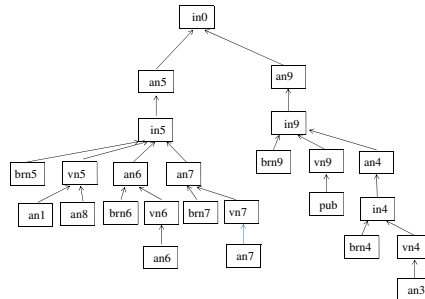 in0
an5
an9
in5
in9
brn5
vn5
an6
an7
brn9
vn9
an4
an1
an8
brn6
vn6
brn7
vn7
pub
in4
an6
an7
brn4
vn4
an3